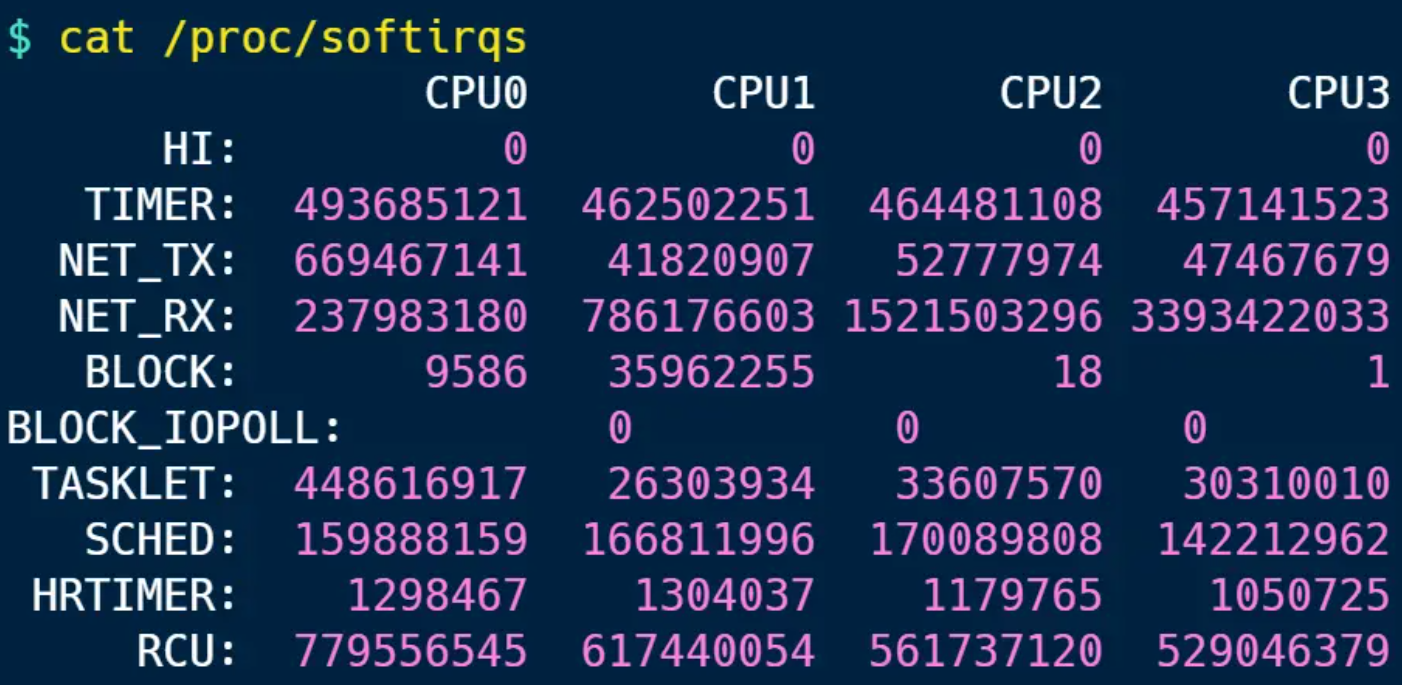 $ cat /proc/softirqs
CPU0 CPU1 CPU2 CPU3
HI: 0 0 0 0
TIMER: 493685121 462502251 464481108 457141523
NET_TX: 669467141 41820907 52777974 47467679
NET_RX: 237983180 786176603 1521503296 3393422033
BLOCK: 9586 35962255 18 1
BLOCK_IOPOLL: 0 0 0
TASKLET: 448616917 26303934 33607570 30310010
SCHED: 159888159 166811996 170089808 142212962
HRTIMER: 1298467 1304037 1179765 1050725
RCU: 779556545 617440054 561737120 529046379